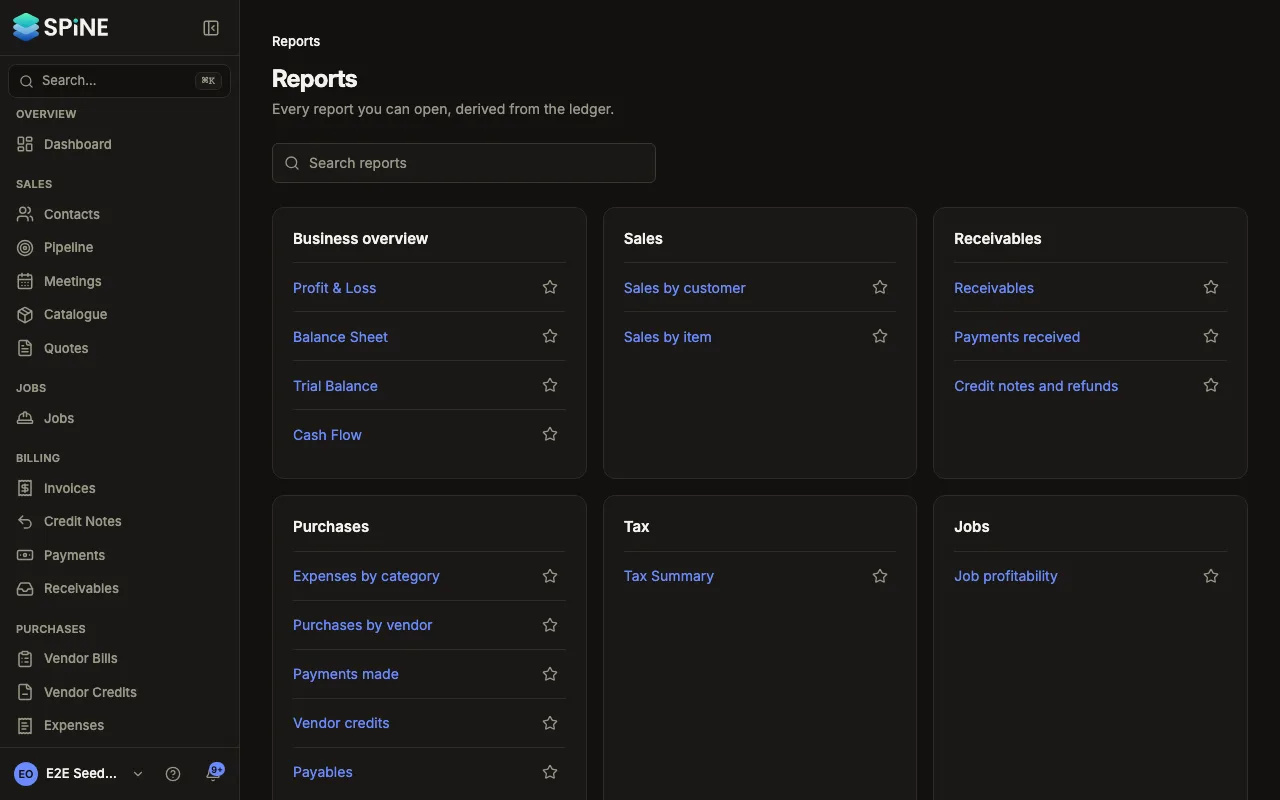 SPiNE
Search...
⌘K
OVERVIEW
Dashboard
SALES
Contacts
Pipeline
Meetings
Catalogue
Quotes
JOBS
Jobs
BILLING
Invoices
Credit Notes
Payments
Receivables
PURCHASES
Vendor Bills
Vendor Credits
Expenses
EO
E2E Seed...
9+
Reports
Reports
Every report you can open, derived from the ledger.
Search reports
Business overview
Profit & Loss
Balance Sheet
Trial Balance
Cash Flow
Sales
Sales by customer
Sales by item
Receivables
Receivables
Payments received
Credit notes and refunds
Purchases
Expenses by category
Purchases by vendor
Payments made
Vendor credits
Payables
Tax
Tax Summary
Jobs
Job profitability